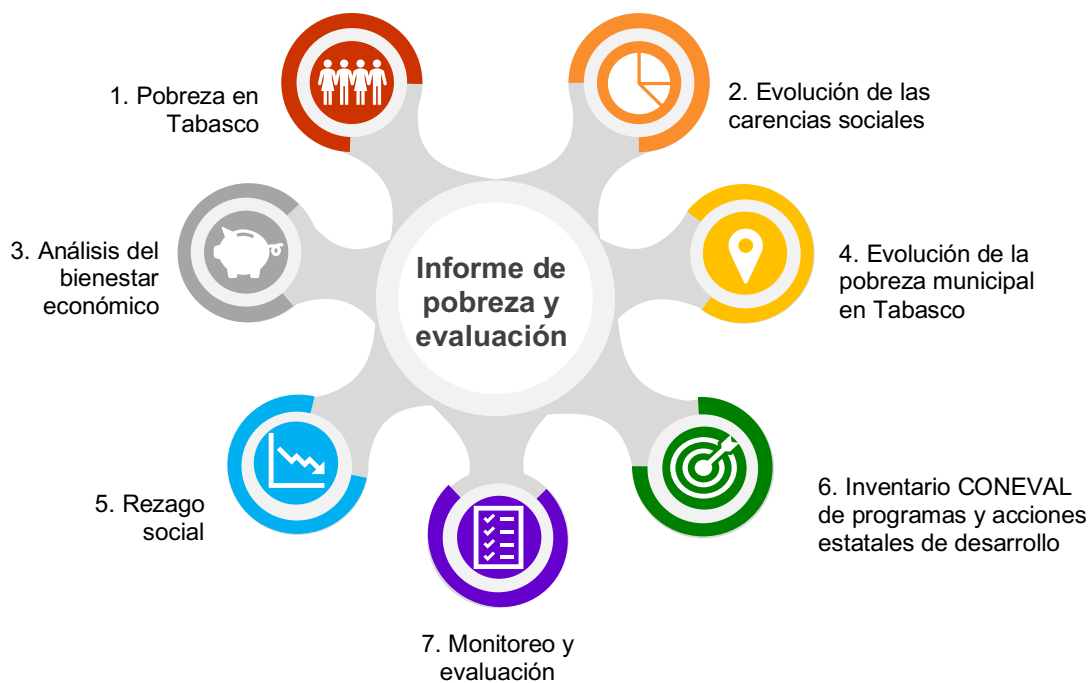 1. Pobreza en
Tabasco
2. Evolución de las
carencias sociales
3. Análisis del
bienestar
económico
Informe de
pobreza y
evaluación
4. Evolución de la
pobreza municipal
en Tabasco
5. Rezago
social
6. Inventario CONEVAL
de programas y acciones
estatales de desarrollo
7. Monitoreo y
evaluación